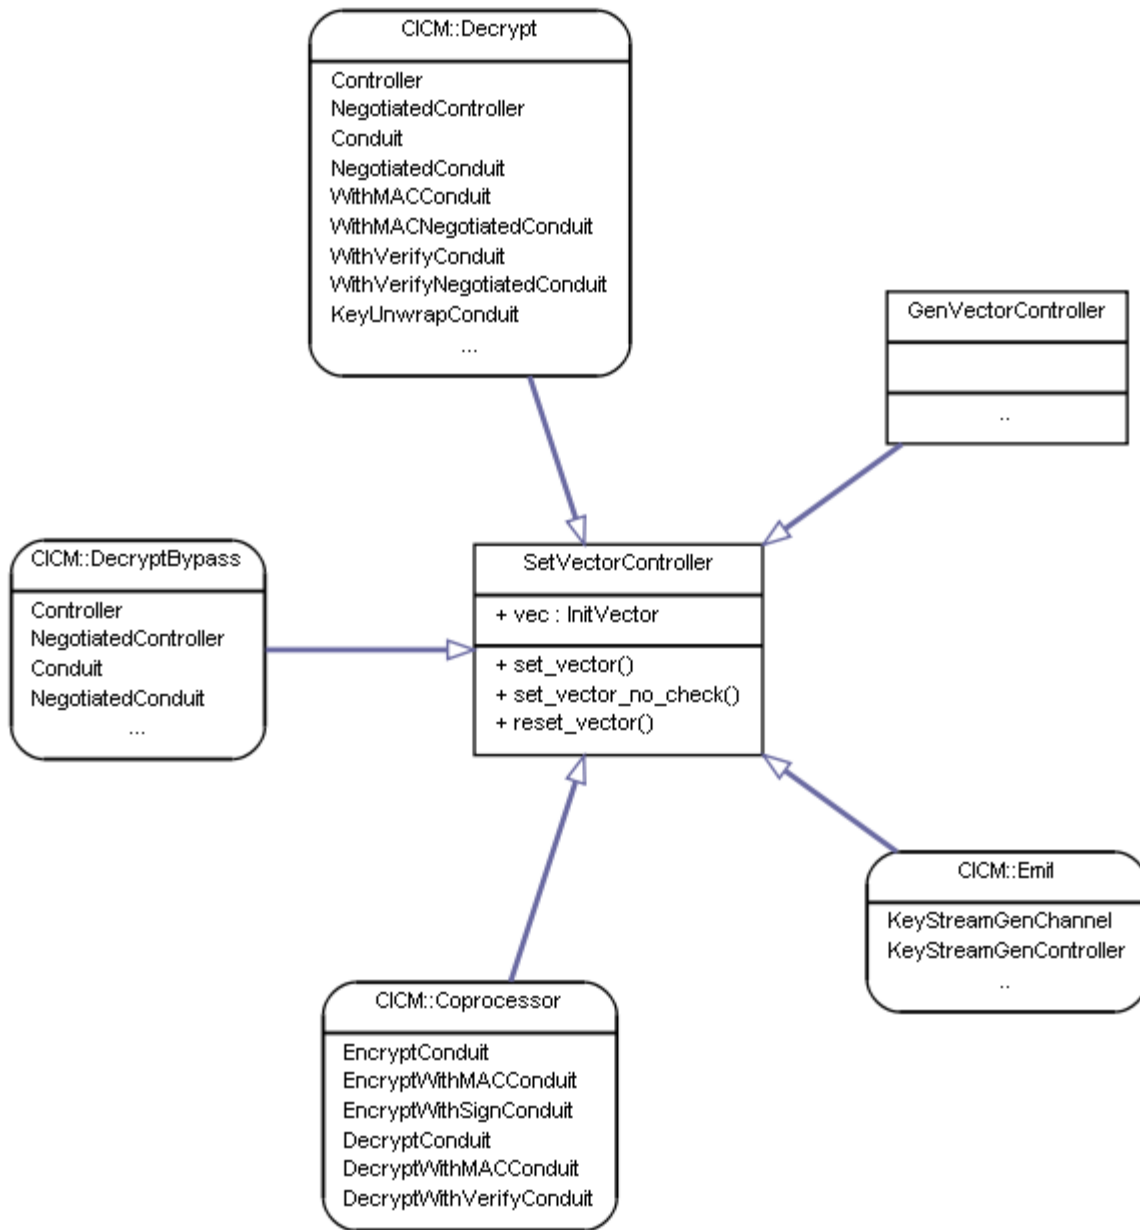 CICM::Decrypt
Controller
NegotiatedController
Conduit
NegotiatedConduit
WithMACConduit
WithMACNegotiatedConduit
WithVerifyConduit
WithVerifyNegotiatedConduit
KeyUnwrapConduit
...
GenVectorController
..
CICM::DecryptBypass
Controller
NegotiatedController
Conduit
NegotiatedConduit
...
SetVectorController
+ vec : InitVector
+ set_vector()
+ set_vector_no_check()
+ reset_vector()
CICM::Emit
KeyStreamGenChannel
KeyStreamGenController
..
CICM::Coprocessor
EncryptConduit
EncryptWithMACConduit
EncryptWithSignConduit
DecryptConduit
DecryptWithMACConduit
DecryptWithVerifyConduit